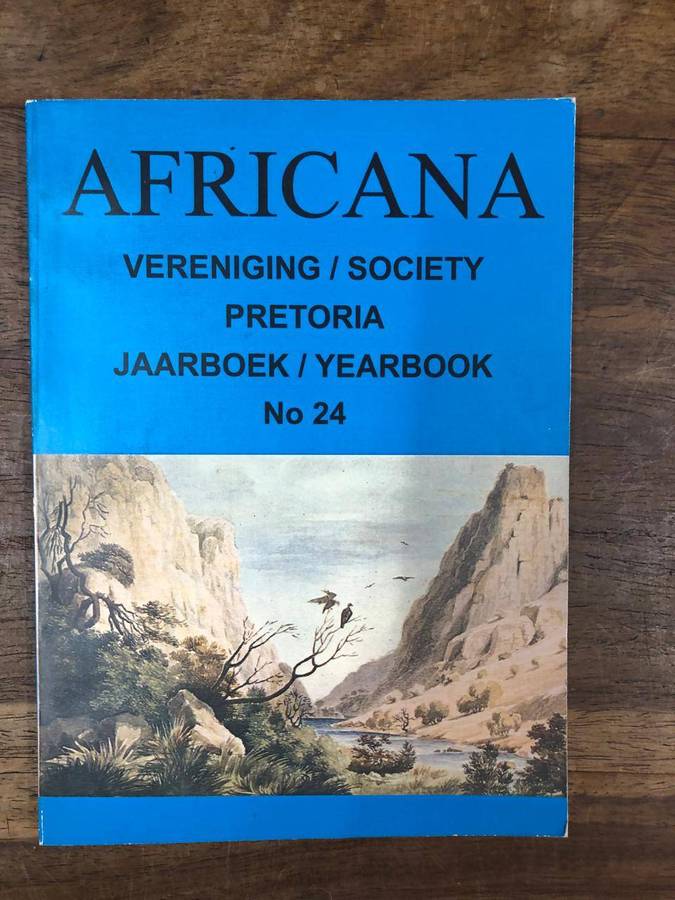 AFRICANA
VERENIGING / SOCIETY
PRETORIA
JAARBOEK / YEARBOOK
No 24